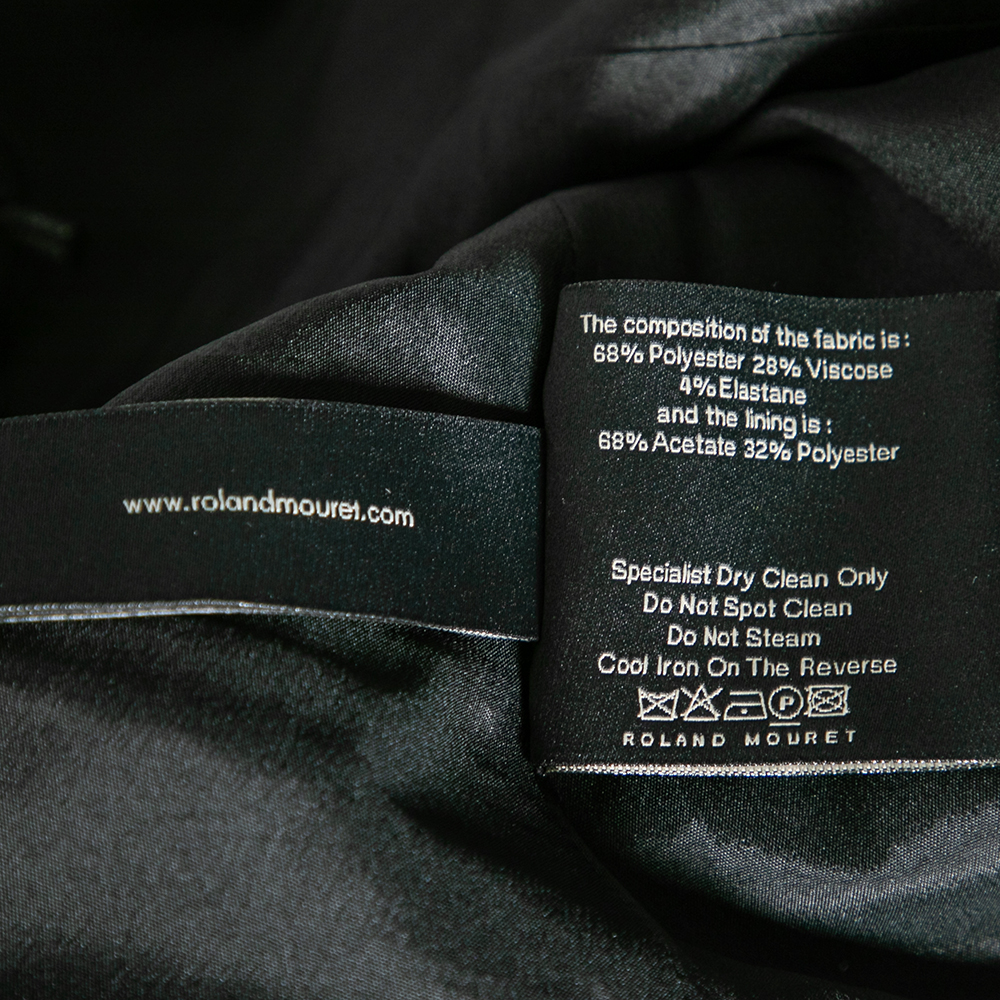 www.rolandmouret.com
The composition of the fabric is:
68% Polyester 28% Viscose
4% Elastane
and the lining is:
68% Acetate 32% Polyester
Specialist Dry Clean Only
Do Not Spot Clean
Do Not Steam
Cool Iron On The Reverse
P
ROLAND MOURET